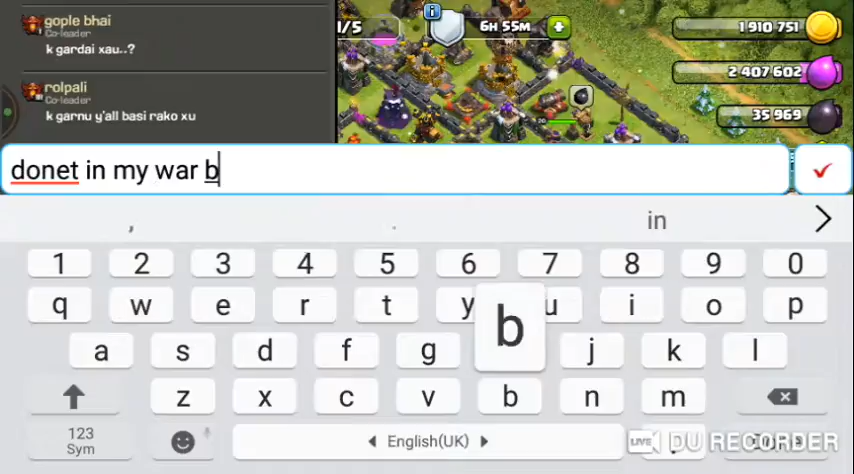 gople bhai
Co-leader
k gardai xau..?
rolpali
Co-leader
k garnu y'all basi rako xu
1/5
i
6H 55M
+
1 910 751
2 407 602
35 969
donet in my war b
, . in
1 2 3 4 5 6 7 8 9 0
q w e r t y u i o p
b
a s d f g j k l
z x c v b n m
123
Sym
English(UK)
LIVE DU RECORDER